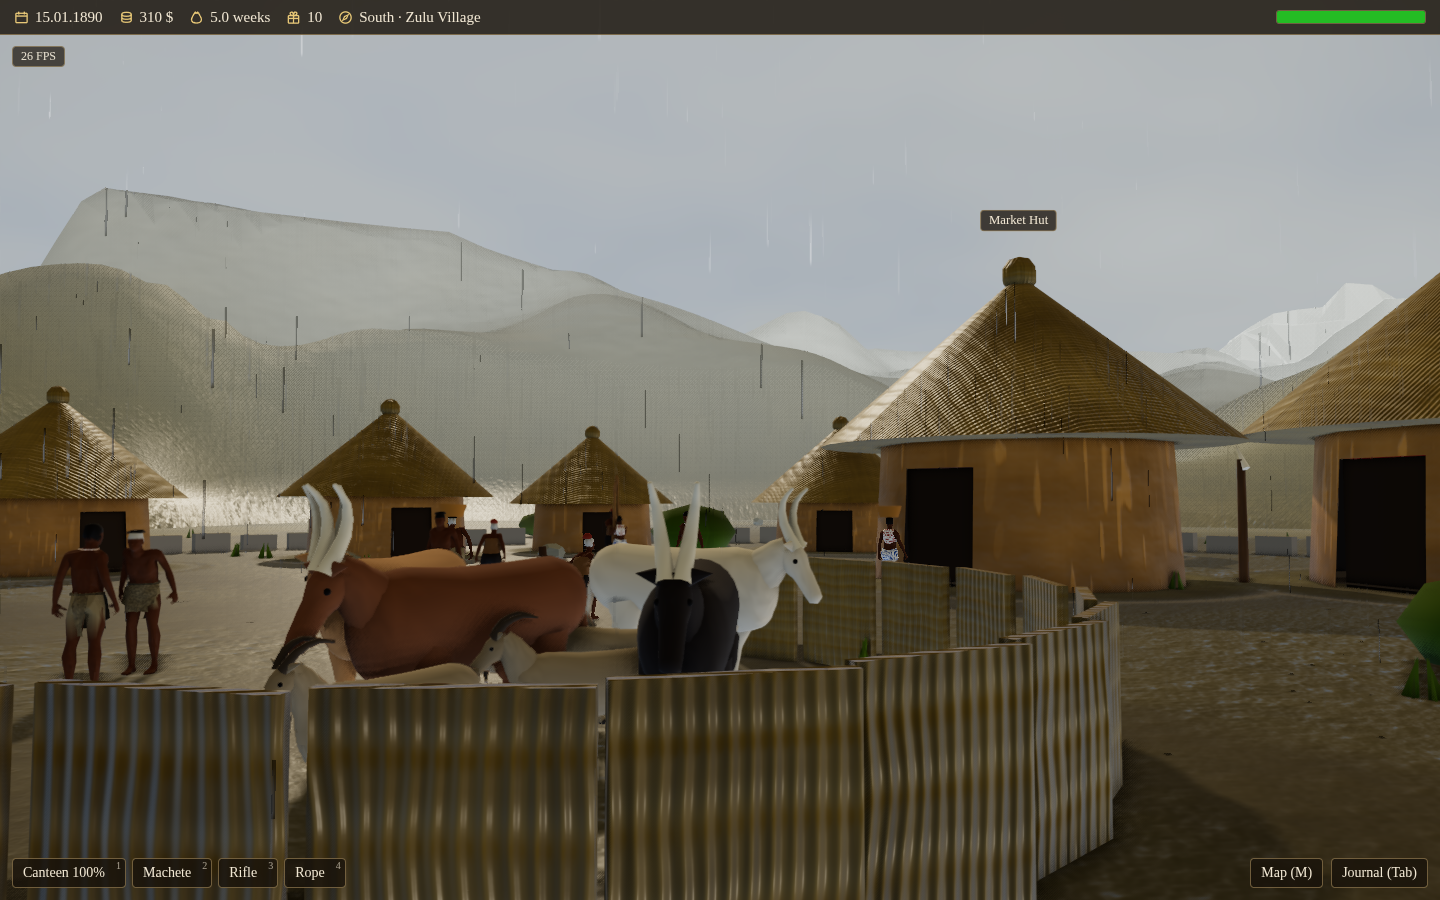 15.01.1890 310 $ 5.0 weeks 10 South · Zulu Village
26 FPS
Market Hut
Canteen 100% 1 Machete 2 Rifle 3 Rope 4 Map (M) Journal (Tab)